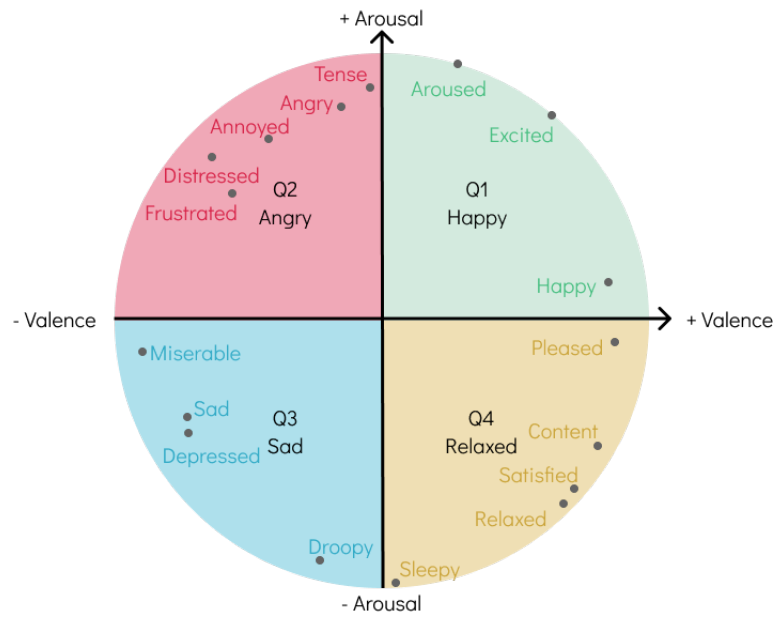 + Arousal
Tense
Aroused
Angry
Annoyed
Excited
Distressed
Frustrated
Q2
Angry
Q1
Happy
Happy
- Valence
+ Valence
Miserable
Pleased
Sad
Q3
Sad
Q4
Relaxed
Content
Depressed
Satisfied
Relaxed
Droopy
Sleepy
- Arousal